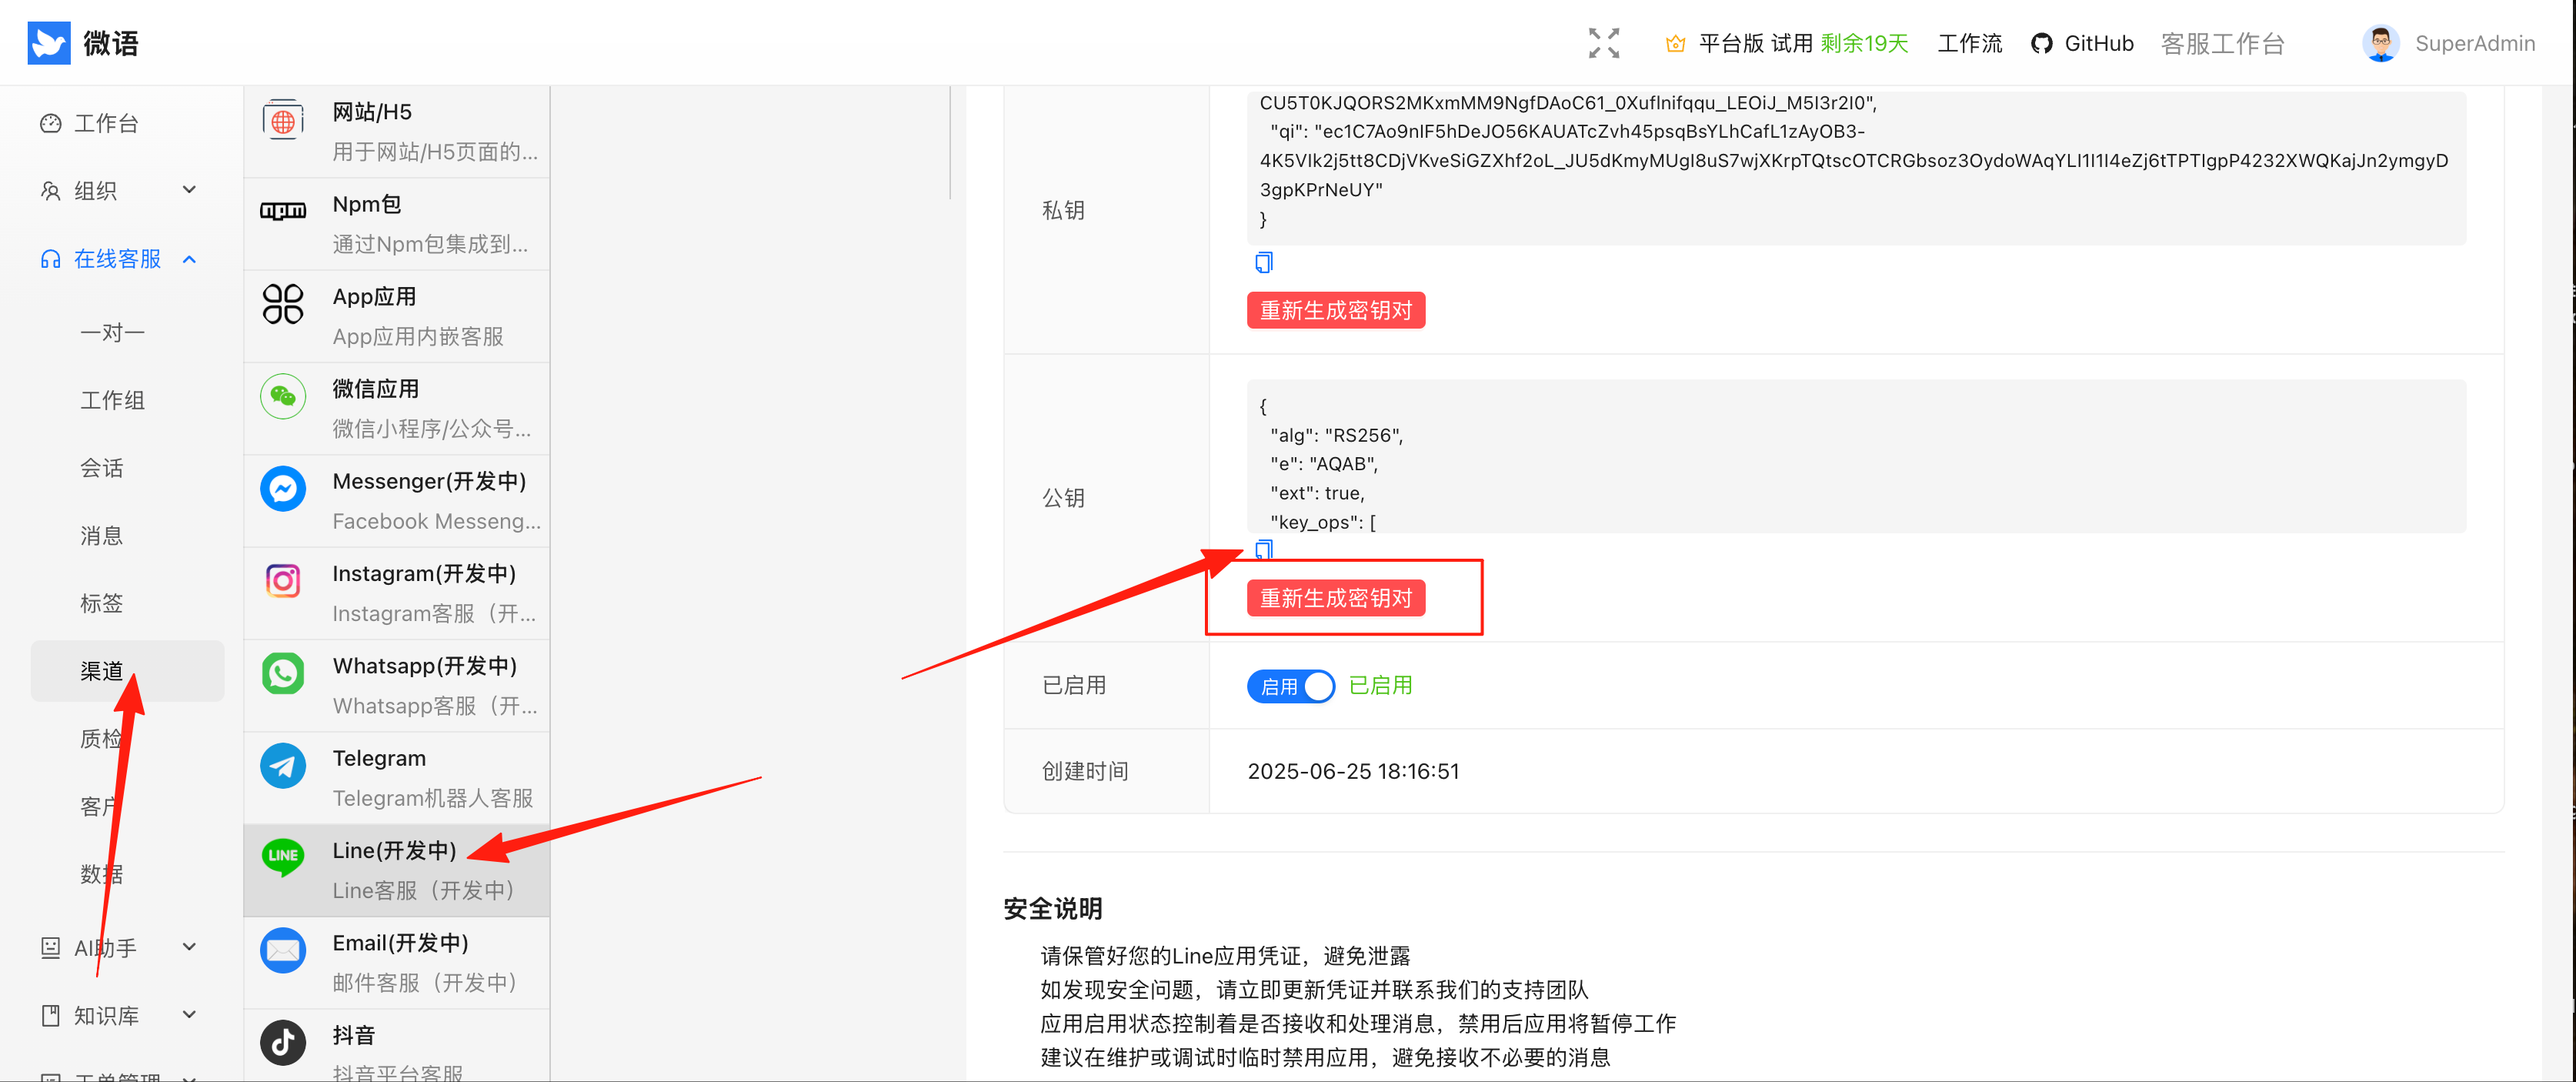 微语
平台版 试用 剩余19天
工作流
GitHub
客服工作台
SuperAdmin
工作台
组织
在线客服
一对一
工作组
会话
消息
标签
渠道
质检
客户
数据
AI助手
知识库
工单管理
网站/H5
用于网站/H5页面的...
Npm包
通过Npm包集成到...
App应用
App应用内嵌客服
微信应用
微信小程序/公众号...
Messenger(开发中)
Facebook Messeng...
Instagram(开发中)
Instagram客服（开...
Whatsapp(开发中)
Whatsapp客服（开...
Telegram
Telegram机器人客服
LINE
Line(开发中)
Line客服（开发中）
Email(开发中)
邮件客服（开发中）
抖音
抖音平台客服
私钥
CU5T0KJQORS2MKxmMM9NgfDAoC61_0Xuflnifqqu_LEOiJ_M5I3r2I0",
"qi": "ec1C7Ao9nIF5hDeJO56KAUATcZvh45psqBsYLhCafL1zAyOB3-
4K5VIk2j5tt8CDjVKveSiGZXhf2oL_JU5dKmyMUgI8uS7wjXKrpTQtscOTCRGbsoz3OydoWAqYLI1I1I4eZj6tTPTIgpP4232XWQKajJn2ymgyD
3gpKPrNeUY"
}
重新生成密钥对
公钥
{
"alg": "RS256",
"e": "AQAB",
"ext": true,
"key_ops": [
重新生成密钥对
已启用
启用
已启用
创建时间
2025-06-25 18:16:51
安全说明
请保管好您的Line应用凭证，避免泄露
如发现安全问题，请立即更新凭证并联系我们的支持团队
应用启用状态控制着是否接收和处理消息，禁用后应用将暂停工作
建议在维护或调试时临时禁用应用，避免接收不必要的消息